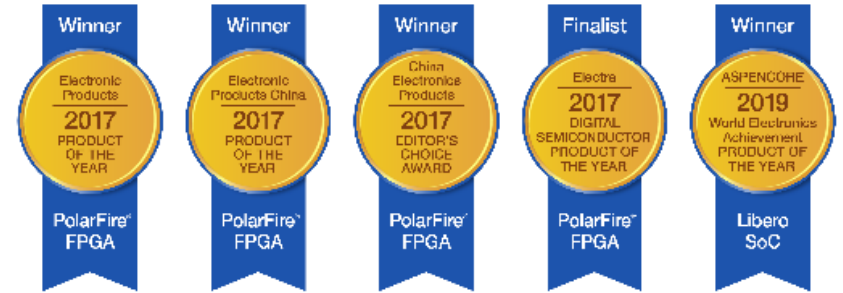 Winner
Electronic
Products
2017
PRODUCT
OF THE
YEAR
PolarFire®
FPGA
Winner
Electronic
Products China
2017
PRODUCT
OF THE
YEAR
PolarFire™
FPGA
Winner
China
Electronics
Products
2017
EDITOR'S
CHOICE
AWARD
PolarFire
FPGA
Finalist
Electra
2017
DIGITAL
SEMICONDUCTOR
PRODUCT OF
THE YEAR
PolarFire™
FPGA
Winner
ASPENCORE
2019
World Electronics
Achievement
PRODUCT OF
THE YEAR
Libero
SoC